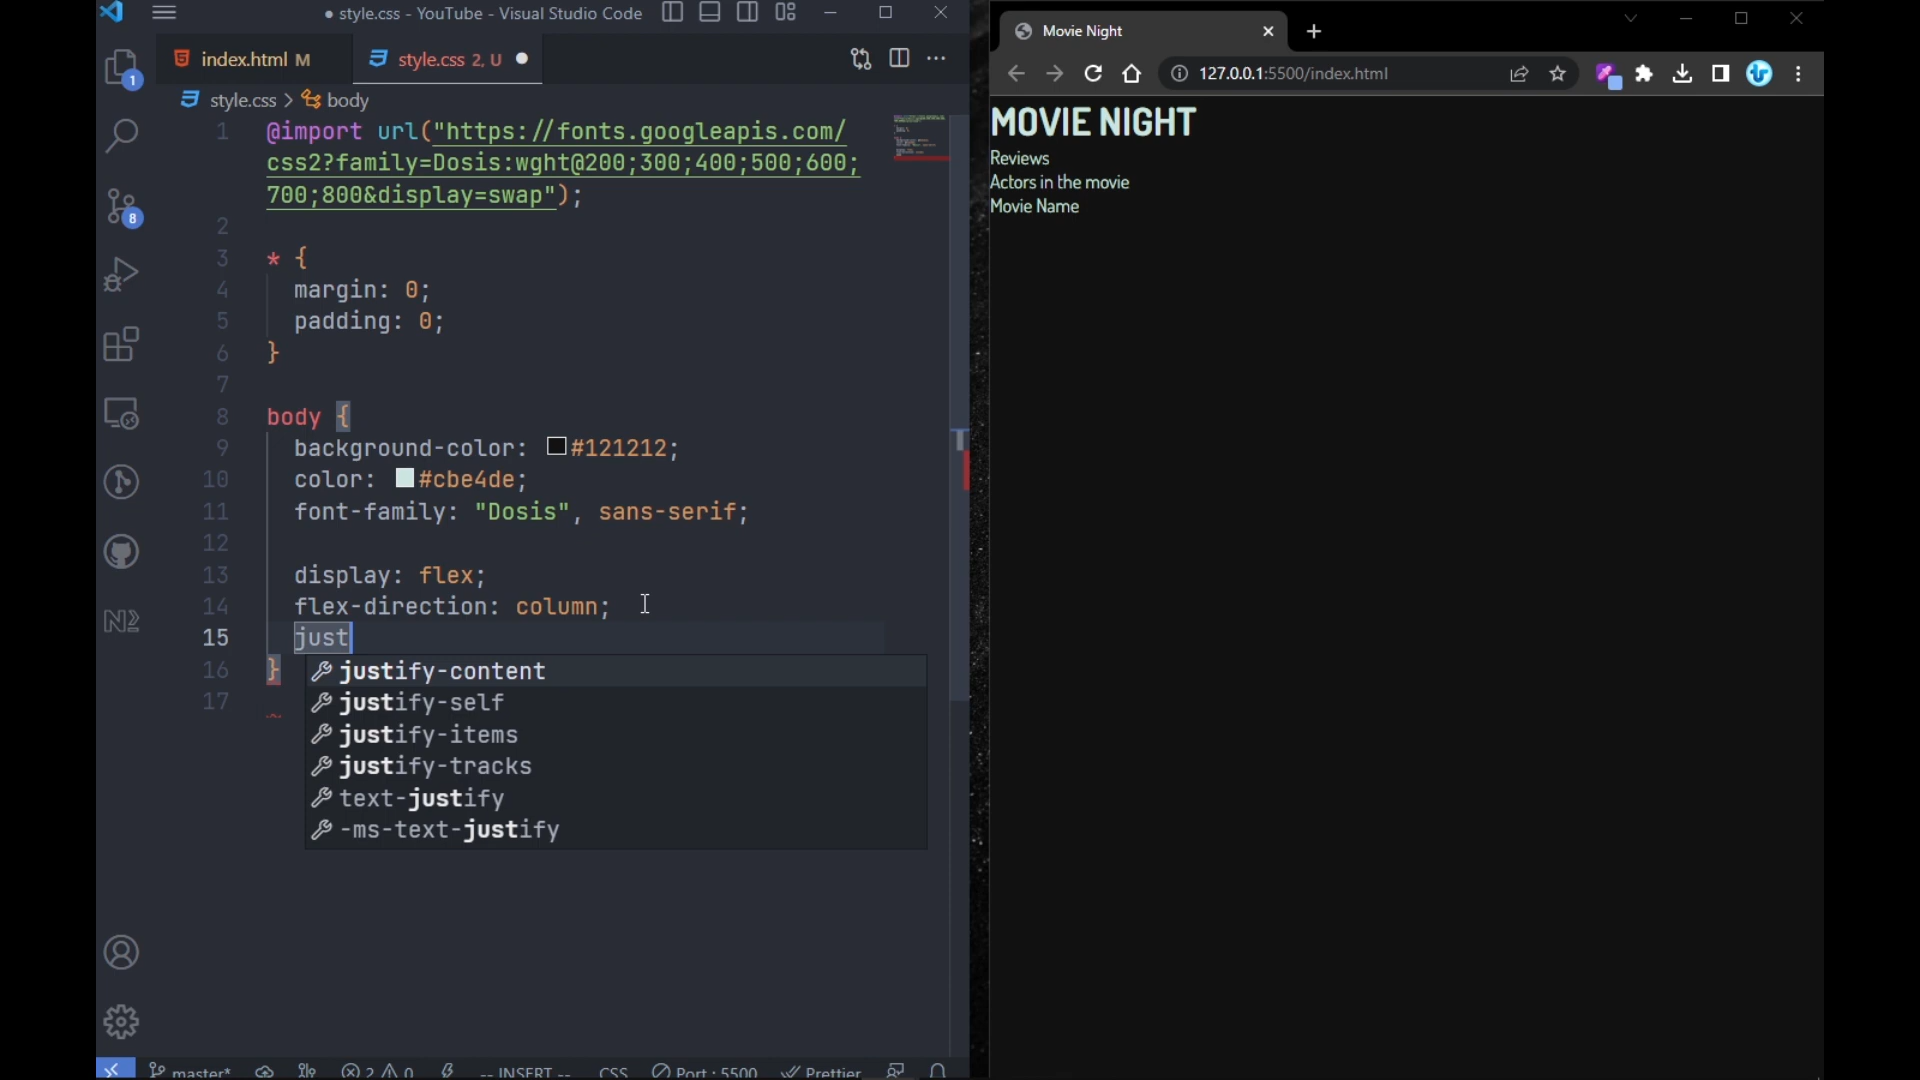 style.css - YouTube - Visual Studio Code
index.html M
style.css 2, U
style.css > body
1 @import url("https://fonts.googleapis.com/
css2?family=Dosis:wght@200;300;400;500;600;
700;800&display=swap");
2
3 * {
4 margin: 0;
5 padding: 0;
6 }
7
8 body {
9 background-color: #121212;
10 color: #cbe4de;
11 font-family: "Dosis", sans-serif;
12
13 display: flex;
14 flex-direction: column;
15 just
16 }
17
justify-content
justify-self
justify-items
justify-tracks
text-justify
-ms-text-justify
1
8
master* 2 0 -- INSERT -- CSS Port : 5500 Prettier
Movie Night
127.0.0.1:5500/index.html
MOVIE NIGHT
Reviews
Actors in the movie
Movie Name